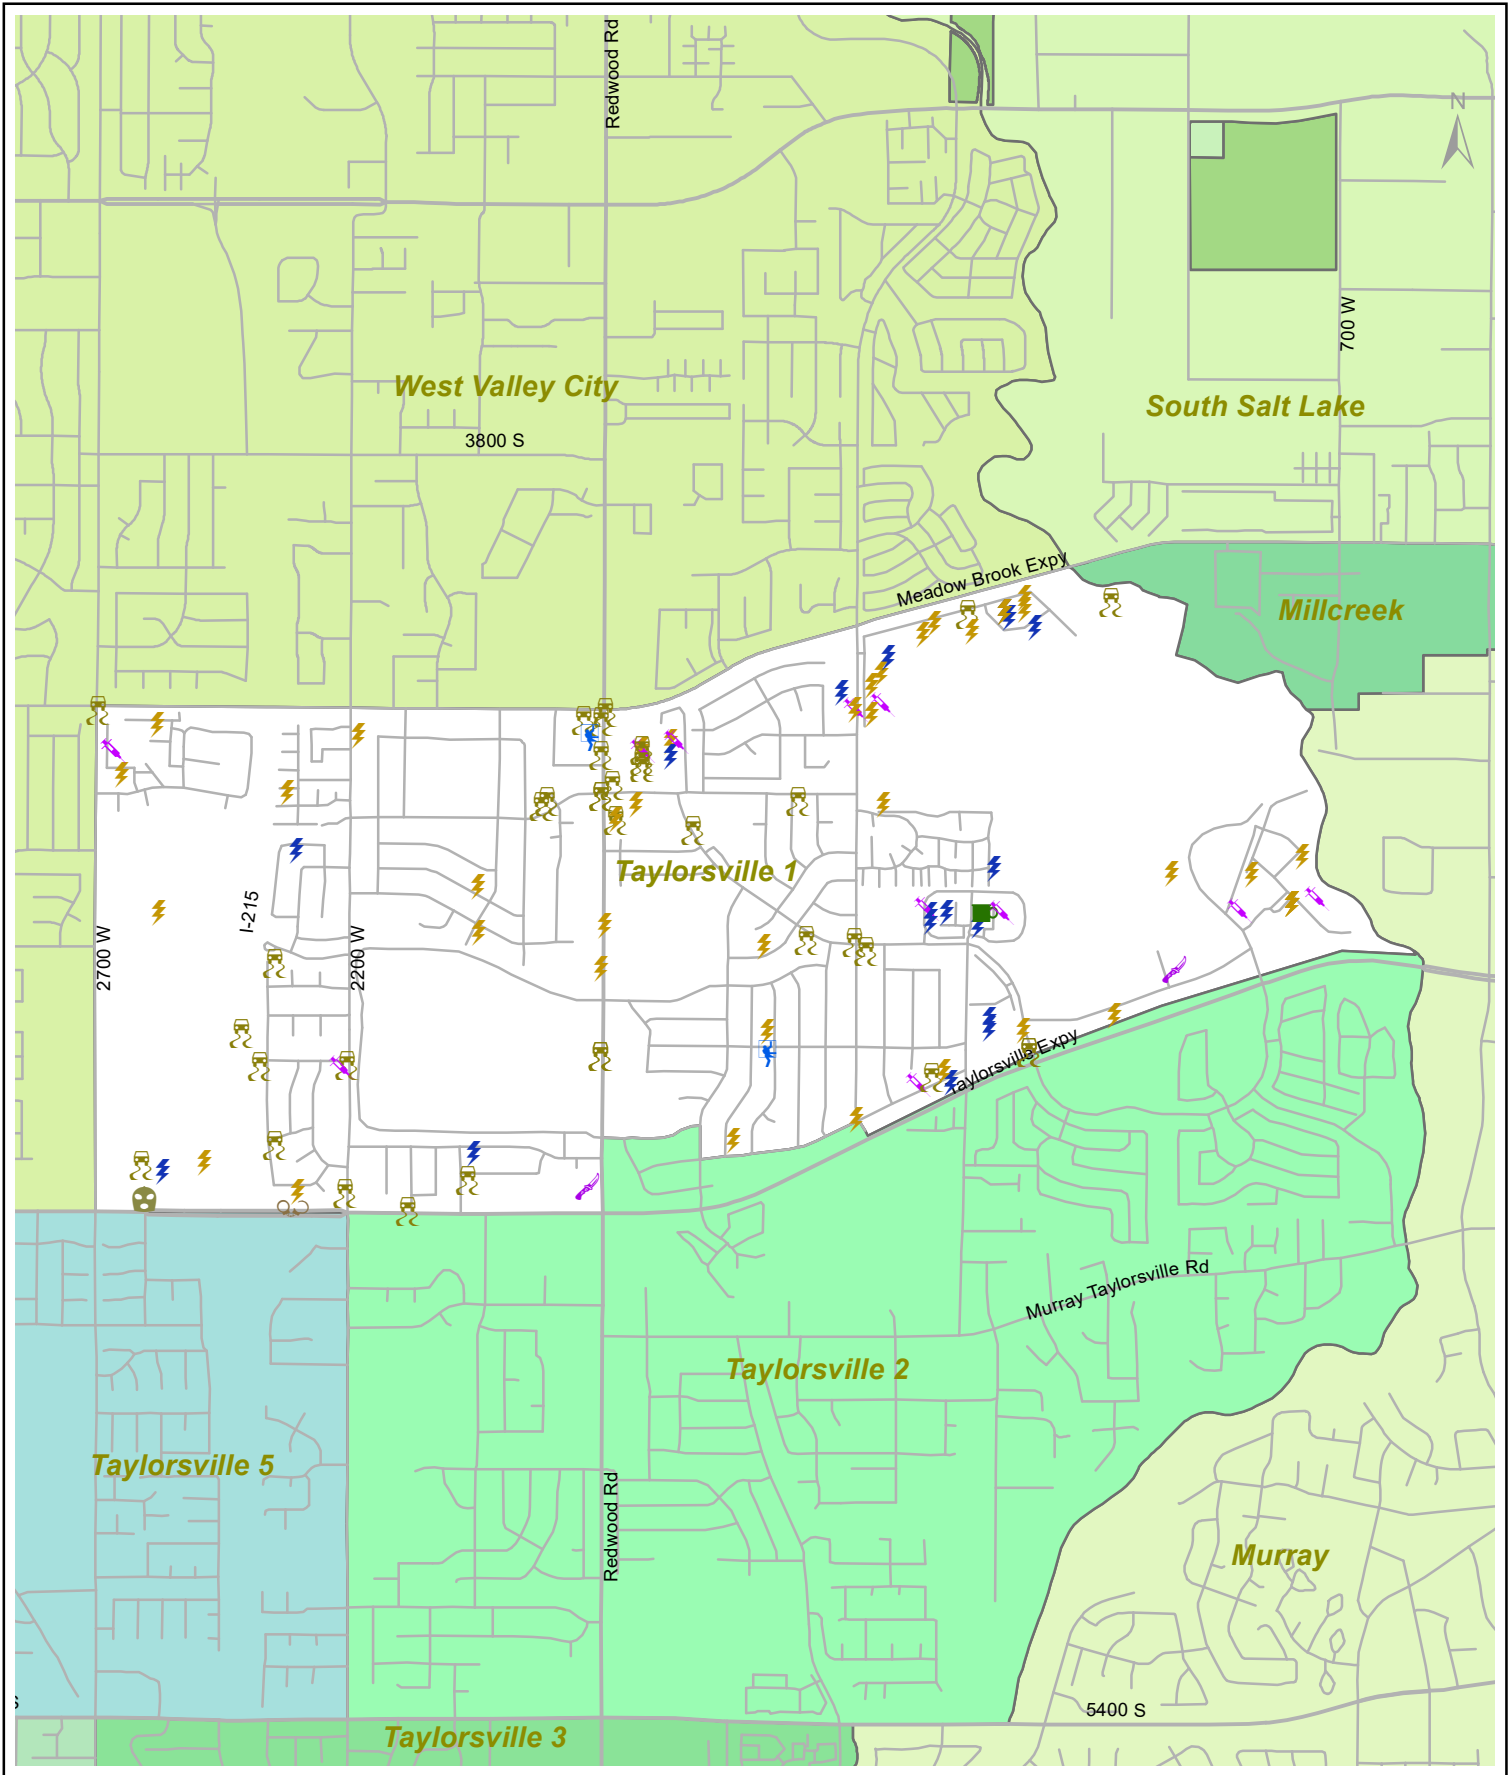 Redwood Rd
N
700 W
West Valley City
South Salt Lake
3800 S
Meadow Brook Expy
Millcreek
Taylorsville 1
I-215
2700 W
2200 W
Taylorsville Expy
Murray Taylorsville Rd
Taylorsville 2
Taylorsville 5
Redwood Rd
Murray
5400 S
Taylorsville 3